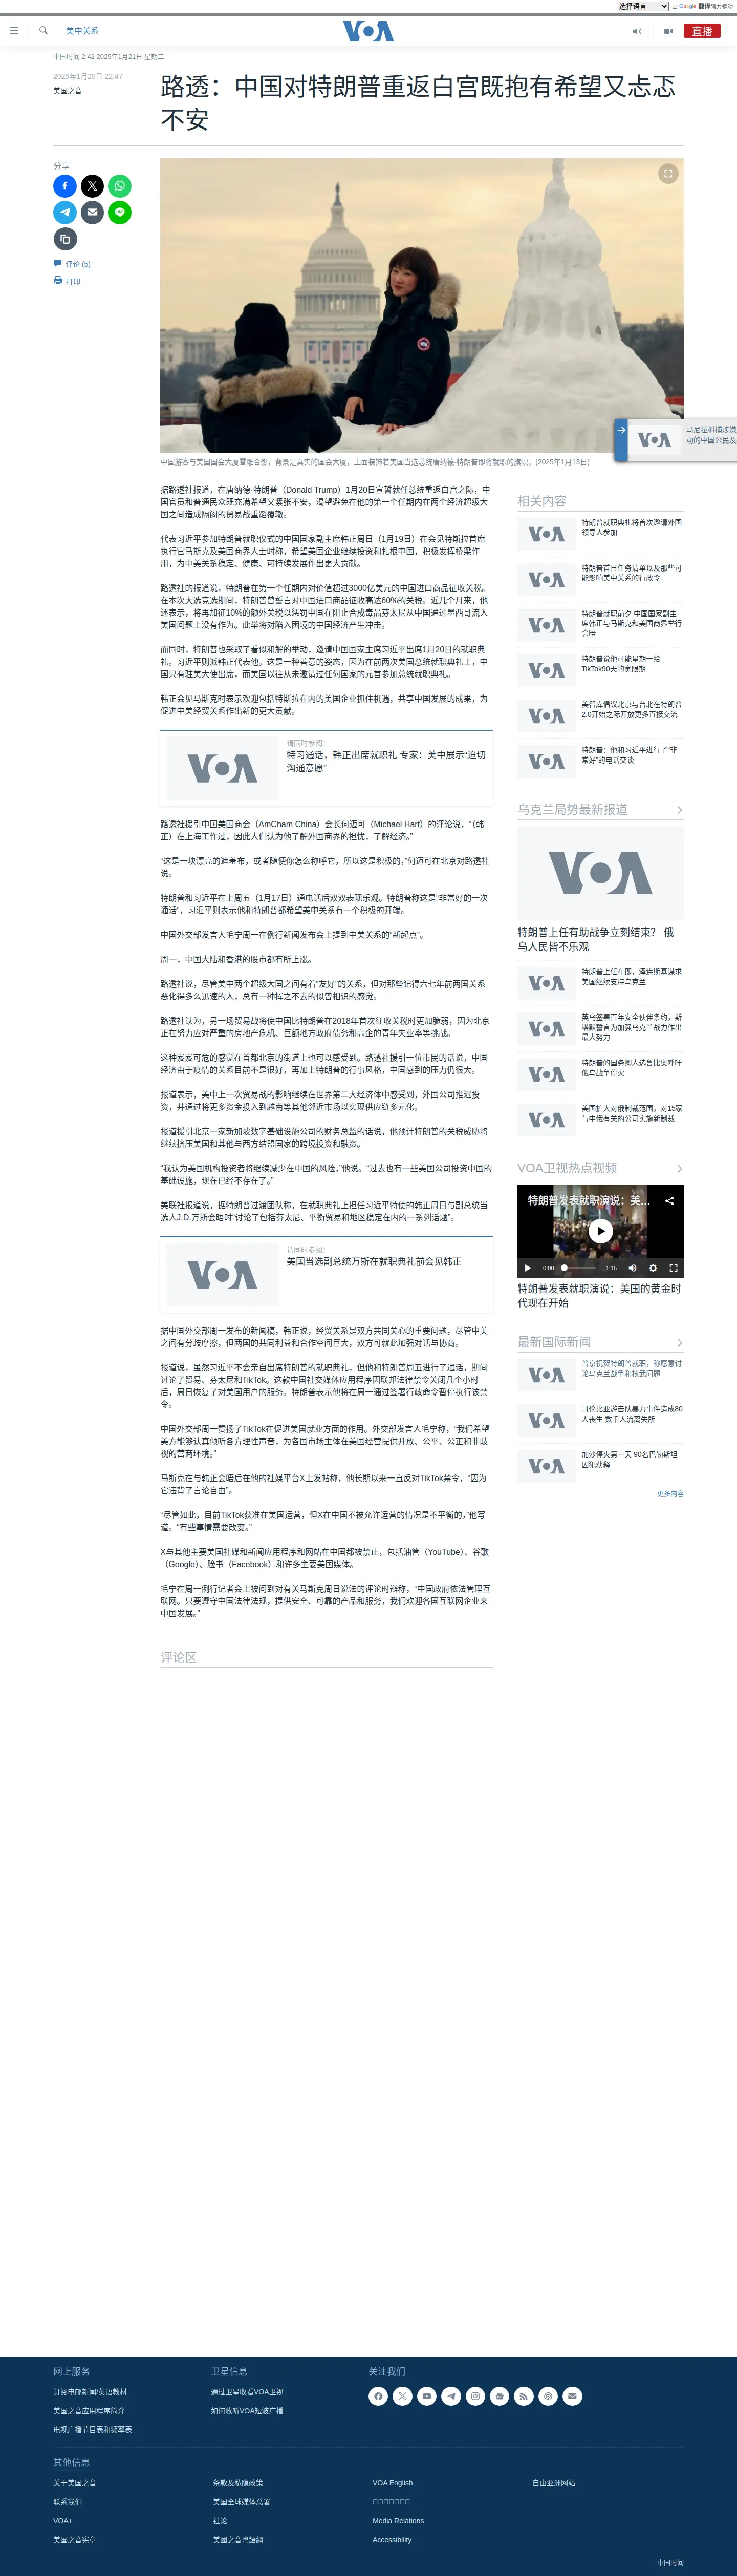 选择语言
由 Google 翻译强力驱动
美中关系
VOA
直播
中国时间 2:42 2025年1月21日 星期二
2025年1月20日 22:47
美国之音
路透：中国对特朗普重返白宫既抱有希望又忐忑
不安
分享
评论 (5)
打印
马尼拉抓捕涉嫌
动的中国公民及
中国游客与美国国会大厦雪雕合影，背景是真实的国会大厦，上面装饰着美国当选总统唐纳德·特朗普即将就职的旗帜。(2025年1月13日)
据路透社报道，在唐纳德·特朗普（Donald Trump）1月20日宣誓就任总统重返白宫之际，中
国官员和普通民众既充满希望又紧张不安，渴望避免在他的第一个任期内在两个经济超级大
国之间造成隔阂的贸易战重蹈覆辙。
代表习近平参加特朗普就职仪式的中国国家副主席韩正周日（1月19日）在会见特斯拉首席
执行官马斯克及美国商界人士时称，希望美国企业继续投资和扎根中国，积极发挥桥梁作
用，为中美关系稳定、健康、可持续发展作出更大贡献。
路透社的报道说，特朗普在第一个任期内对价值超过3000亿美元的中国进口商品征收关税。
在本次大选竞选期间，特朗普曾誓言对中国进口商品征收高达60%的关税。近几个月来，他
还表示，将再加征10%的额外关税以惩罚中国在阻止合成毒品芬太尼从中国通过墨西哥流入
美国问题上没有作为。此举将对陷入困境的中国经济产生冲击。
而同时，特朗普也采取了看似和解的举动，邀请中国国家主席习近平出席1月20日的就职典
礼。习近平则派韩正代表他。这是一种善意的姿态，因为在前两次美国总统就职典礼上，中
国只有驻美大使出席，而美国以往从未邀请过任何国家的元首参加总统就职典礼。
韩正会见马斯克时表示欢迎包括特斯拉在内的美国企业抓住机遇，共享中国发展的成果，为
促进中美经贸关系作出新的更大贡献。
VOA
请同时参阅：
特习通话，韩正出席就职礼 专家：美中展示“迫切
沟通意愿”
路透社援引中国美国商会（AmCham China）会长何迈可（Michael Hart）的评论说，“（韩
正）在上海工作过，因此人们认为他了解外国商界的担忧，了解经济。”
“这是一块漂亮的遮羞布，或者随便你怎么称呼它，所以这是积极的，”何迈可在北京对路透社
说。
特朗普和习近平在上周五（1月17日）通电话后双双表现乐观。特朗普称这是“非常好的一次
通话”，习近平则表示他和特朗普都希望美中关系有一个积极的开端。
中国外交部发言人毛宁周一在例行新闻发布会上提到中美关系的“新起点”。
周一，中国大陆和香港的股市都有所上涨。
路透社说，尽管美中两个超级大国之间有着“友好”的关系，但对那些记得六七年前两国关系
恶化得多么迅速的人，总有一种挥之不去的似曾相识的感觉。
路透社认为，另一场贸易战将使中国比特朗普在2018年首次征收关税时更加脆弱，因为北京
正在努力应对严重的房地产危机、巨额地方政府债务和高企的青年失业率等挑战。
这种岌岌可危的感觉在首都北京的街道上也可以感受到。路透社援引一位市民的话说，中国
经济由于疫情的关系目前不是很好，再加上特朗普的行事风格，中国感到的压力仍很大。
报道表示，美中上一次贸易战的影响继续在世界第二大经济体中感受到，外国公司推迟投
资，并通过将更多资金投入到越南等其他邻近市场以实现供应链多元化。
报道援引北京一家新加坡数字基础设施公司的财务总监的话说，他预计特朗普的关税威胁将
继续挤压美国和其他与西方结盟国家的跨境投资和融资。
“我认为美国机构投资者将继续减少在中国的风险，”他说。“过去也有一些美国公司投资中国的
基础设施，现在已经不存在了。”
美联社报道说，据特朗普过渡团队称，在就职典礼上担任习近平特使的韩正周日与副总统当
选人J.D.万斯会晤时“讨论了包括芬太尼、平衡贸易和地区稳定在内的一系列话题”。
VOA
请同时参阅：
美国当选副总统万斯在就职典礼前会见韩正
据中国外交部周一发布的新闻稿，韩正说，经贸关系是双方共同关心的重要问题，尽管中美
之间有分歧摩擦，但两国的共同利益和合作空间巨大，双方可就此加强对话与协商。
报道说，虽然习近平不会亲自出席特朗普的就职典礼，但他和特朗普周五进行了通话，期间
讨论了贸易、芬太尼和TikTok。这款中国社交媒体应用程序因联邦法律禁令关闭几个小时
后，周日恢复了对美国用户的服务。特朗普表示他将在周一通过签署行政命令暂停执行该禁
令。
中国外交部周一赞扬了TikTok在促进美国就业方面的作用。外交部发言人毛宁称，“我们希望
美方能够认真倾听各方理性声音，为各国市场主体在美国经营提供开放、公平、公正和非歧
视的营商环境。”
马斯克在与韩正会晤后在他的社媒平台X上发帖称，他长期以来一直反对TikTok禁令，“因为
它违背了言论自由”。
“尽管如此，目前TikTok获准在美国运营，但X在中国不被允许运营的情况是不平衡的，”他写
道。“有些事情需要改变。”
X与其他主要美国社媒和新闻应用程序和网站在中国都被禁止，包括油管（YouTube）、谷歌
（Google）、脸书（Facebook）和许多主要美国媒体。
毛宁在周一例行记者会上被问到对有关马斯克周日说法的评论时辩称，“中国政府依法管理互
联网。只要遵守中国法律法规，提供安全、可靠的产品和服务，我们欢迎各国互联网企业来
中国发展。”
评论区
相关内容
特朗普就职典礼将首次邀请外国
领导人参加
特朗普首日任务清单以及那些可
能影响美中关系的行政令
特朗普就职前夕 中国国家副主
席韩正与马斯克和美国商界举行
会晤
特朗普说他可能星期一给
TikTok90天的宽限期
美智库倡议北京与台北在特朗普
2.0开始之际开放更多直接交流
特朗普：他和习近平进行了“非
常好”的电话交谈
乌克兰局势最新报道
VOA
特朗普上任有助战争立刻结束？ 俄
乌人民皆不乐观
特朗普上任在即，泽连斯基谋求
美国继续支持乌克兰
英乌签署百年安全伙伴条约，斯
塔默誓言为加强乌克兰战力作出
最大努力
特朗普的国务卿人选鲁比奥呼吁
俄乌战争停火
美国扩大对俄制裁范围，对15家
与中俄有关的公司实施新制裁
VOA卫视热点视频
特朗普发表就职演说：美...
0:00
1:15
特朗普发表就职演说：美国的黄金时
代现在开始
最新国际新闻
普京祝贺特朗普就职，称愿意讨
论乌克兰战争和核武问题
哥伦比亚游击队暴力事件造成80
人丧生 数千人流离失所
加沙停火第一天 90名巴勒斯坦
囚犯获释
更多内容
网上服务
订阅电邮新闻/英语教材
美国之音应用程序简介
电视广播节目表和频率表
卫星信息
通过卫星收看VOA卫视
如何收听VOA短波广播
关注我们
其他信息
关于美国之音
联系我们
VOA+
美国之音宪章
条款及私隐政策
美国全球媒体总署
社论
美國之音粵語網
VOA English
Media Relations
Accessibility
自由亚洲网站
中国时间